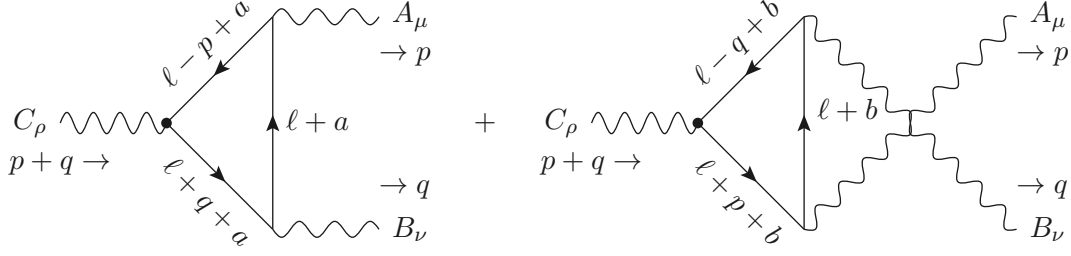 A_μ
→ p
ℓ − p + a
C_ρ
p + q →
ℓ + a
ℓ + q + a
→ q
B_ν
+
A_μ
→ p
ℓ − q + b
C_ρ
p + q →
ℓ + b
ℓ + p + b
→ q
B_ν